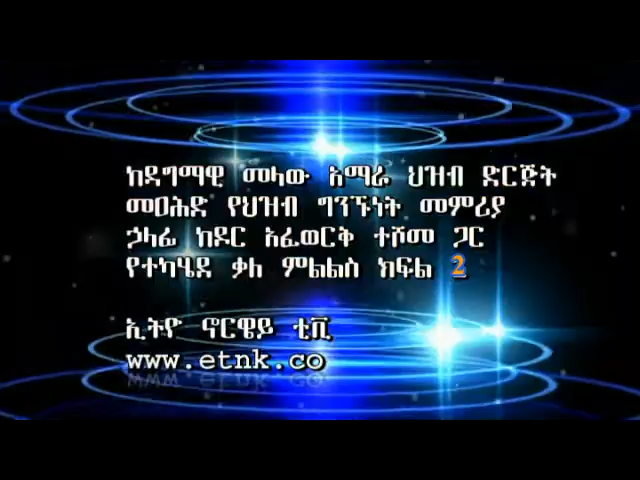 ከዳግማዊ መላው አማራ ህዝብ ድርጅት
መዐሕድ የህዝብ ግንኙነት መምሪያ
ኃላፊ ከዶር አፈወርቅ ተሾመ ጋር
የተካሄደ ቃለ ምልልስ ክፍል 2
ኢትዮ ኖርዌይ ቲቪ
www.etnk.co